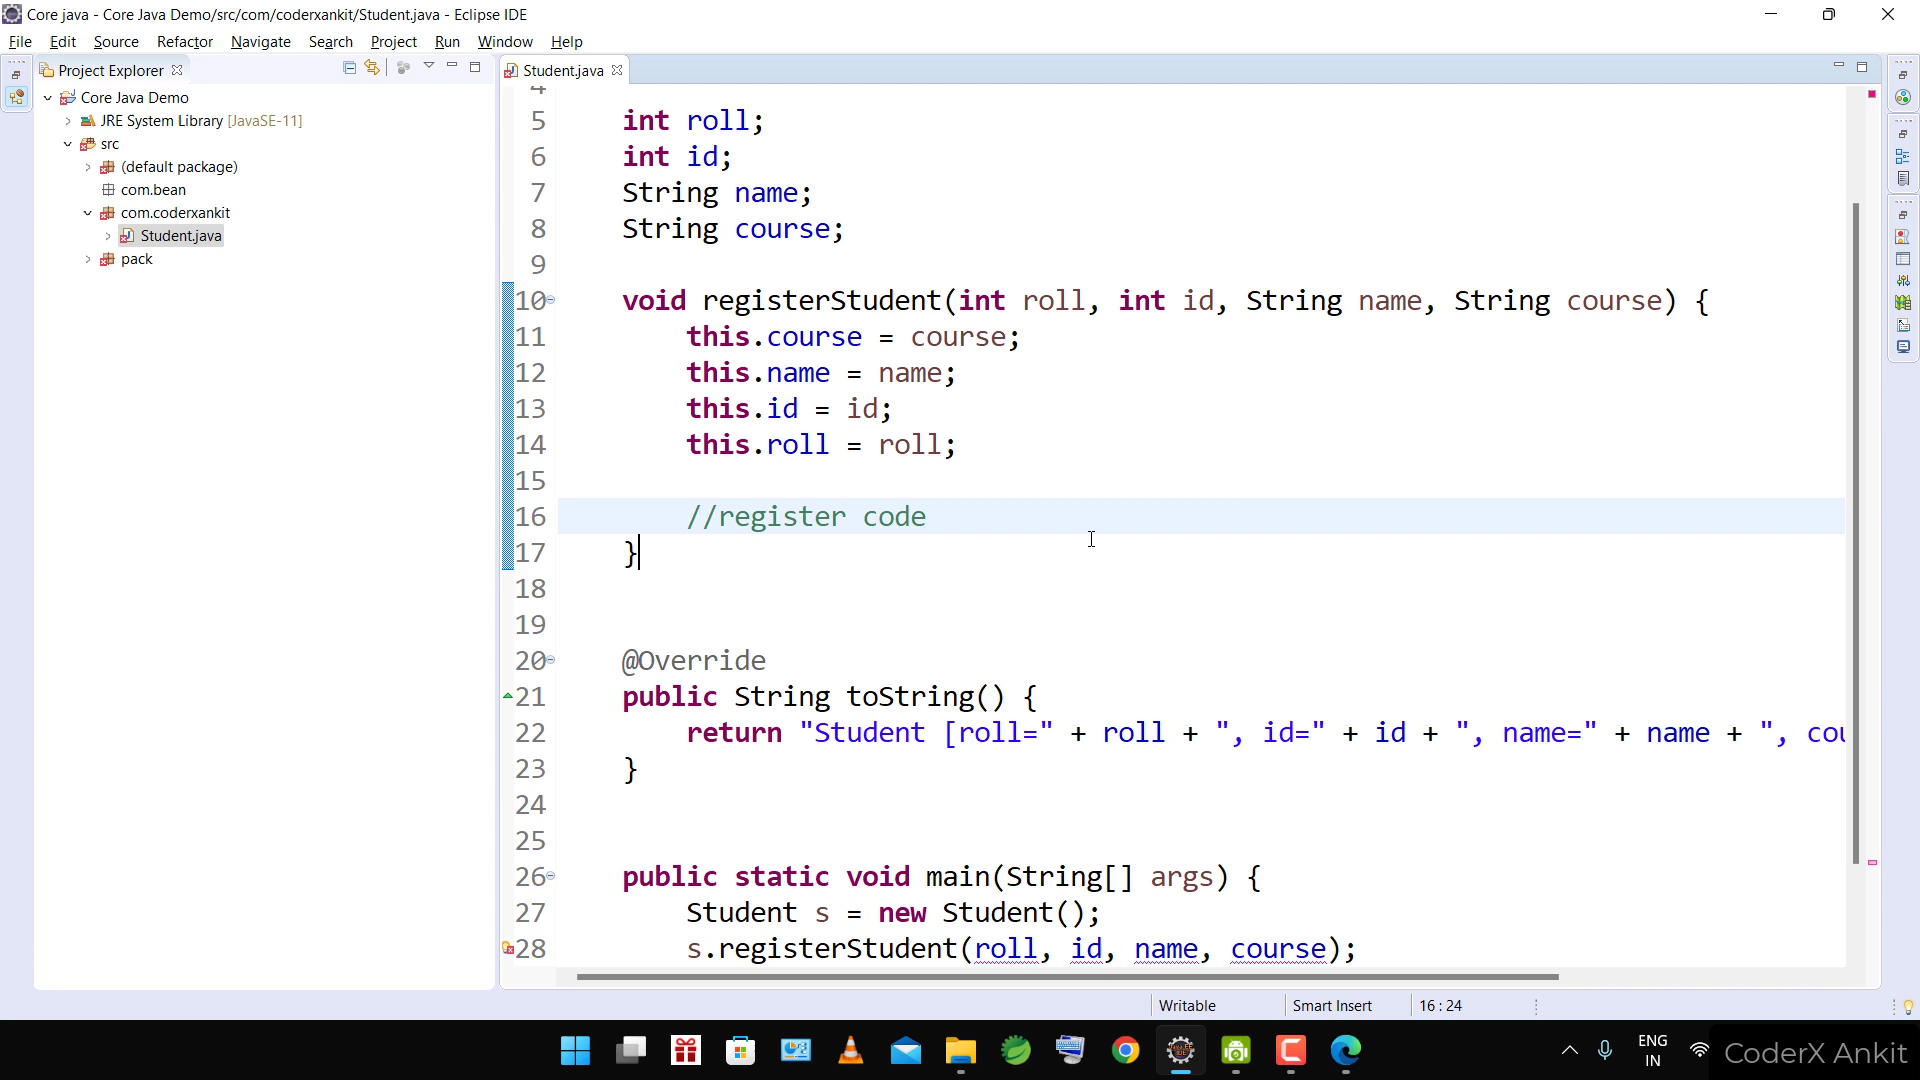 Core java - Core Java Demo/src/com/coderxankit/Student.java - Eclipse IDE
File Edit Source Refactor Navigate Search Project Run Window Help
Project Explorer
Core Java Demo
JRE System Library [JavaSE-11]
src
(default package)
com.bean
com.coderxankit
Student.java
pack
Student.java
4
5 int roll;
6 int id;
7 String name;
8 String course;
9
10 void registerStudent(int roll, int id, String name, String course) {
11 this.course = course;
12 this.name = name;
13 this.id = id;
14 this.roll = roll;
15
16 //register code
17 }
18
19
20 @Override
21 public String toString() {
22 return "Student [roll=" + roll + ", id=" + id + ", name=" + name + ", cou
23 }
24
25
26 public static void main(String[] args) {
27 Student s = new Student();
28 s.registerStudent(roll, id, name, course);
Writable Smart Insert 16 : 24
ENG
IN
CoderX Ankit